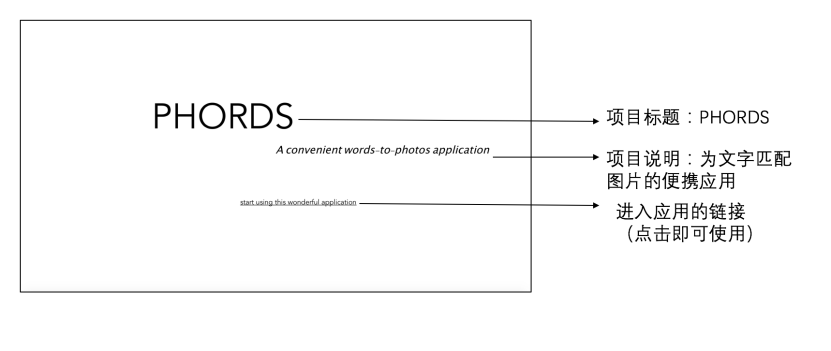 PHORDS
A convenient words-to-photos application
start using this wonderful application
项目标题：PHORDS
项目说明：为文字匹配
图片的便携应用
进入应用的链接
（点击即可使用）